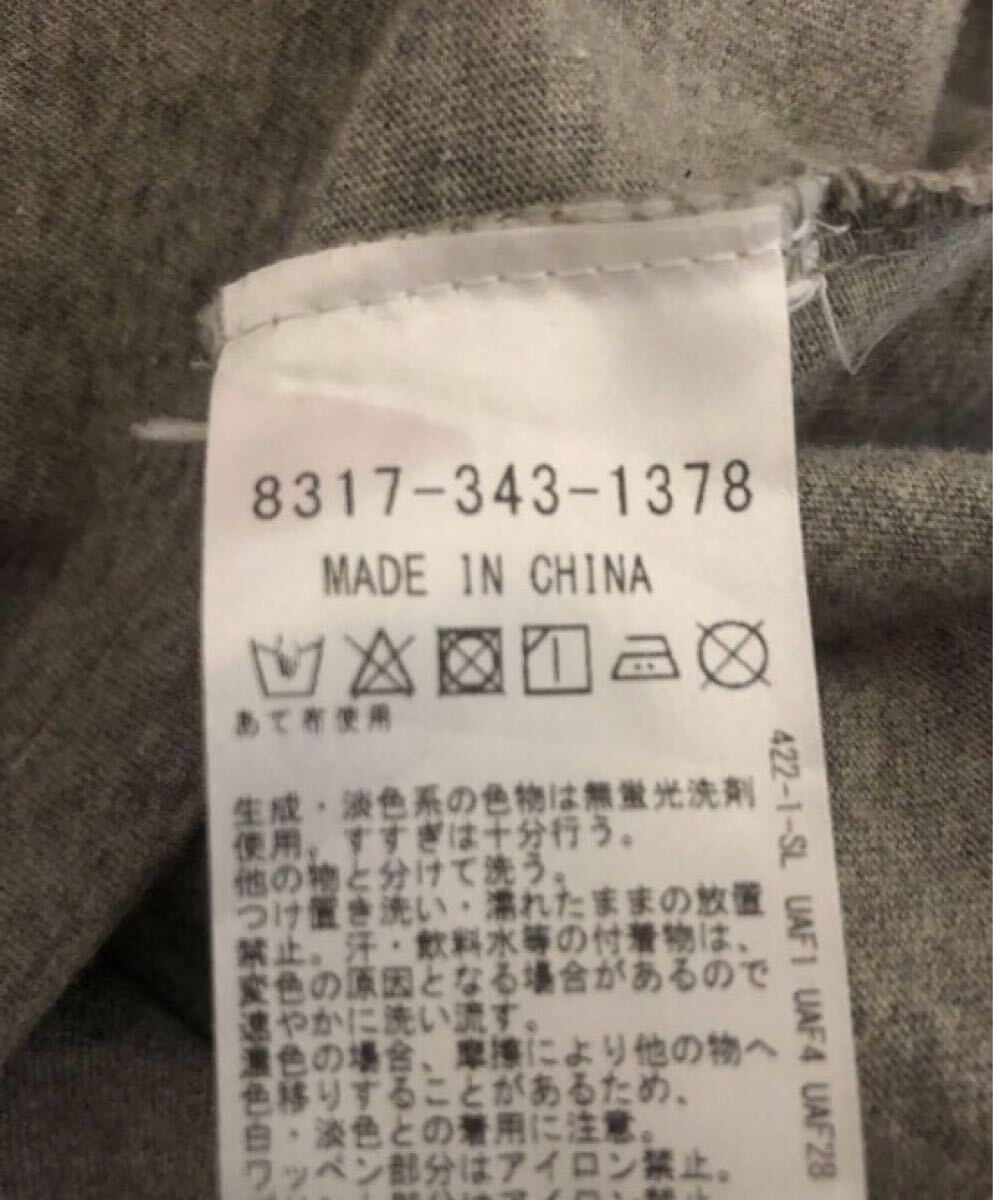 8317-343-1378
MADE IN CHINA
あて布使用
生成・淡色系の色物は無蛍光洗剤
使用。すすぎは十分行う。
他の物と分けて洗う。
つけ置き洗い・濡れたままの放置
禁止。汗・飲料水等の付着物は、
変色の原因となる場合があるので
速やかに洗い流す。
濃色の場合、摩擦により他の物へ
色移りすることがあるため、
白・淡色との着用に注意。
ワッペン部分はアイロン禁止。
422-1-SL UAF1 UAF4 UAF28